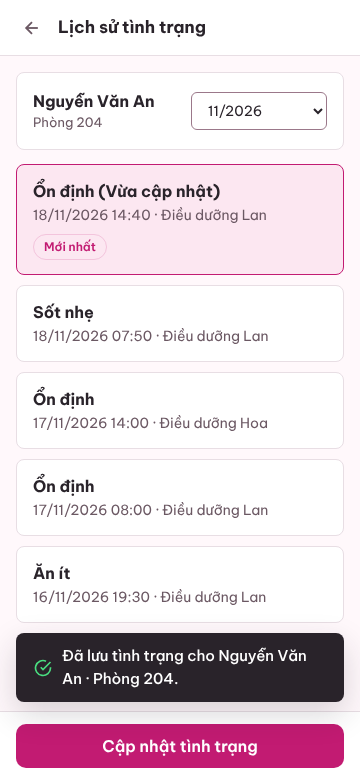 Lịch sử tình trạng
Nguyễn Văn An
Phòng 204
11/2026
Ổn định (Vừa cập nhật)
18/11/2026 14:40 · Điều dưỡng Lan
Mới nhất
Sốt nhẹ
18/11/2026 07:50 · Điều dưỡng Lan
Ổn định
17/11/2026 14:00 · Điều dưỡng Hoa
Ổn định
17/11/2026 08:00 · Điều dưỡng Lan
Ăn ít
16/11/2026 19:30 · Điều dưỡng Lan
Đã lưu tình trạng cho Nguyễn Văn
An · Phòng 204.
Cập nhật tình trạng